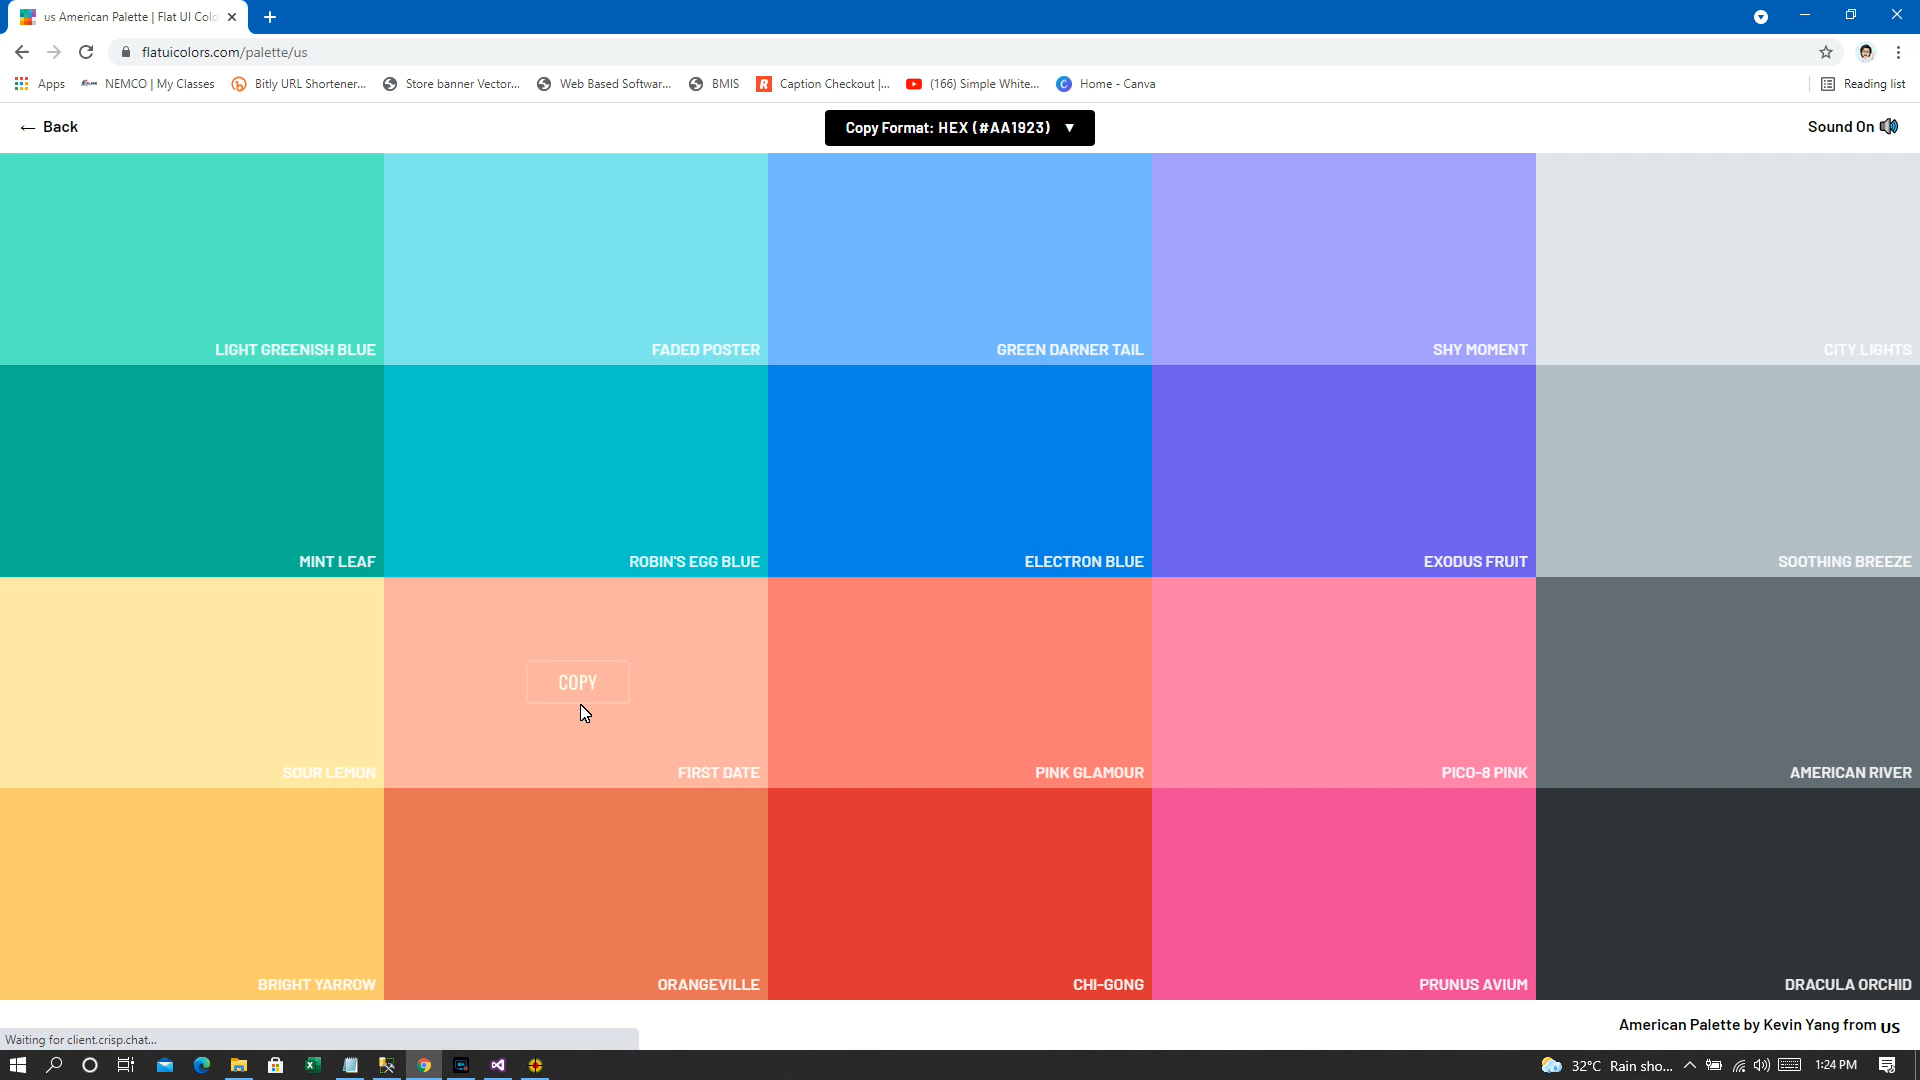 us American Palette | Flat UI Colo
flatuicolors.com/palette/us
Apps
NEMCO | My Classes
Bitly URL Shortener...
Store banner Vector...
Web Based Softwar...
BMIS
Caption Checkout |...
(166) Simple White...
Home - Canva
Reading list
← Back
Copy Format: HEX (#AA1923) ▼
Sound On
LIGHT GREENISH BLUE
FADED POSTER
GREEN DARNER TAIL
SHY MOMENT
CITY LIGHTS
MINT LEAF
ROBIN'S EGG BLUE
ELECTRON BLUE
EXODUS FRUIT
SOOTHING BREEZE
COPY
SOUR LEMON
FIRST DATE
PINK GLAMOUR
PICO-8 PINK
AMERICAN RIVER
BRIGHT YARROW
ORANGEVILLE
CHI-GONG
PRUNUS AVIUM
DRACULA ORCHID
American Palette by Kevin Yang from us
Waiting for client.crisp.chat...
32°C Rain sho...
1:24 PM